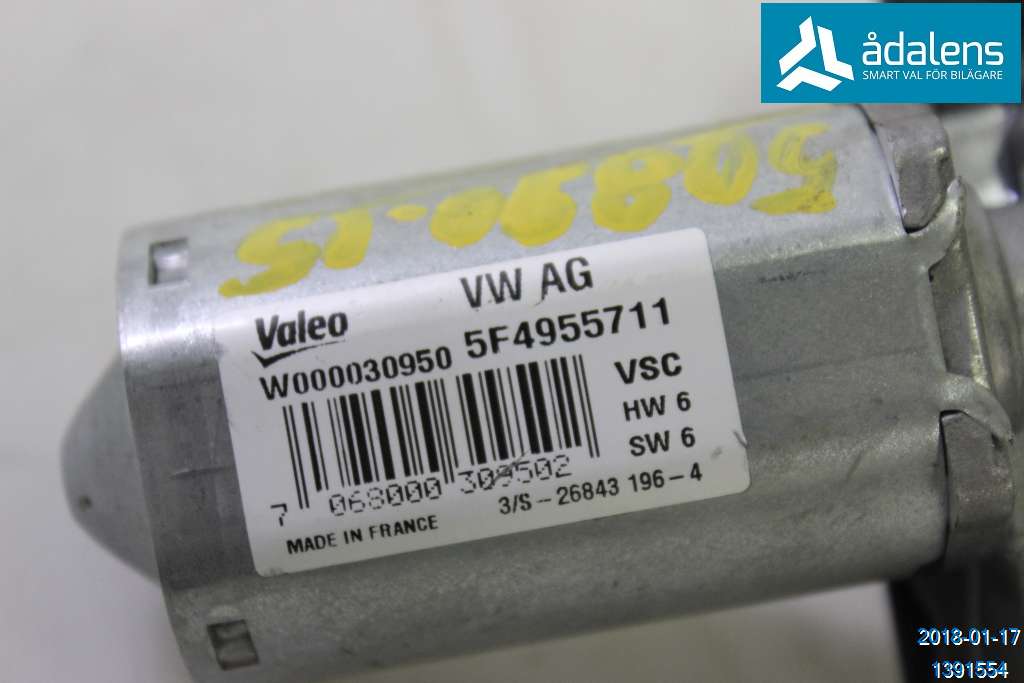 ådalens
SMART VAL FÖR BILÄGARE
50890.15
VW AG
Valeo
W000030950 5F4955711
VSC
HW 6
SW 6
7 068000 309502
3/S-26843 196-4
MADE IN FRANCE
2018-01-17
1391554